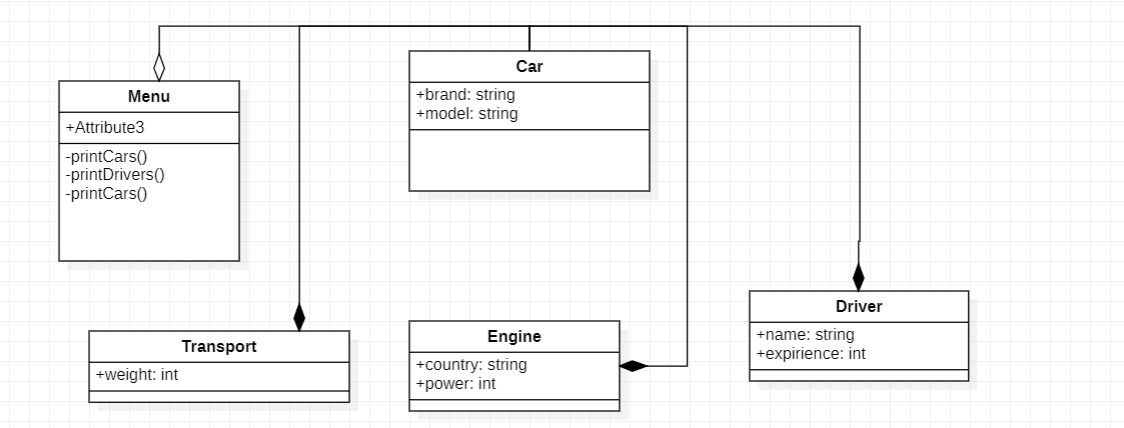 Menu
+Attribute3
-printCars()
-printDrivers()
-printCars()
Car
+brand: string
+model: string
Transport
+weight: int
Engine
+country: string
+power: int
Driver
+name: string
+expirience: int